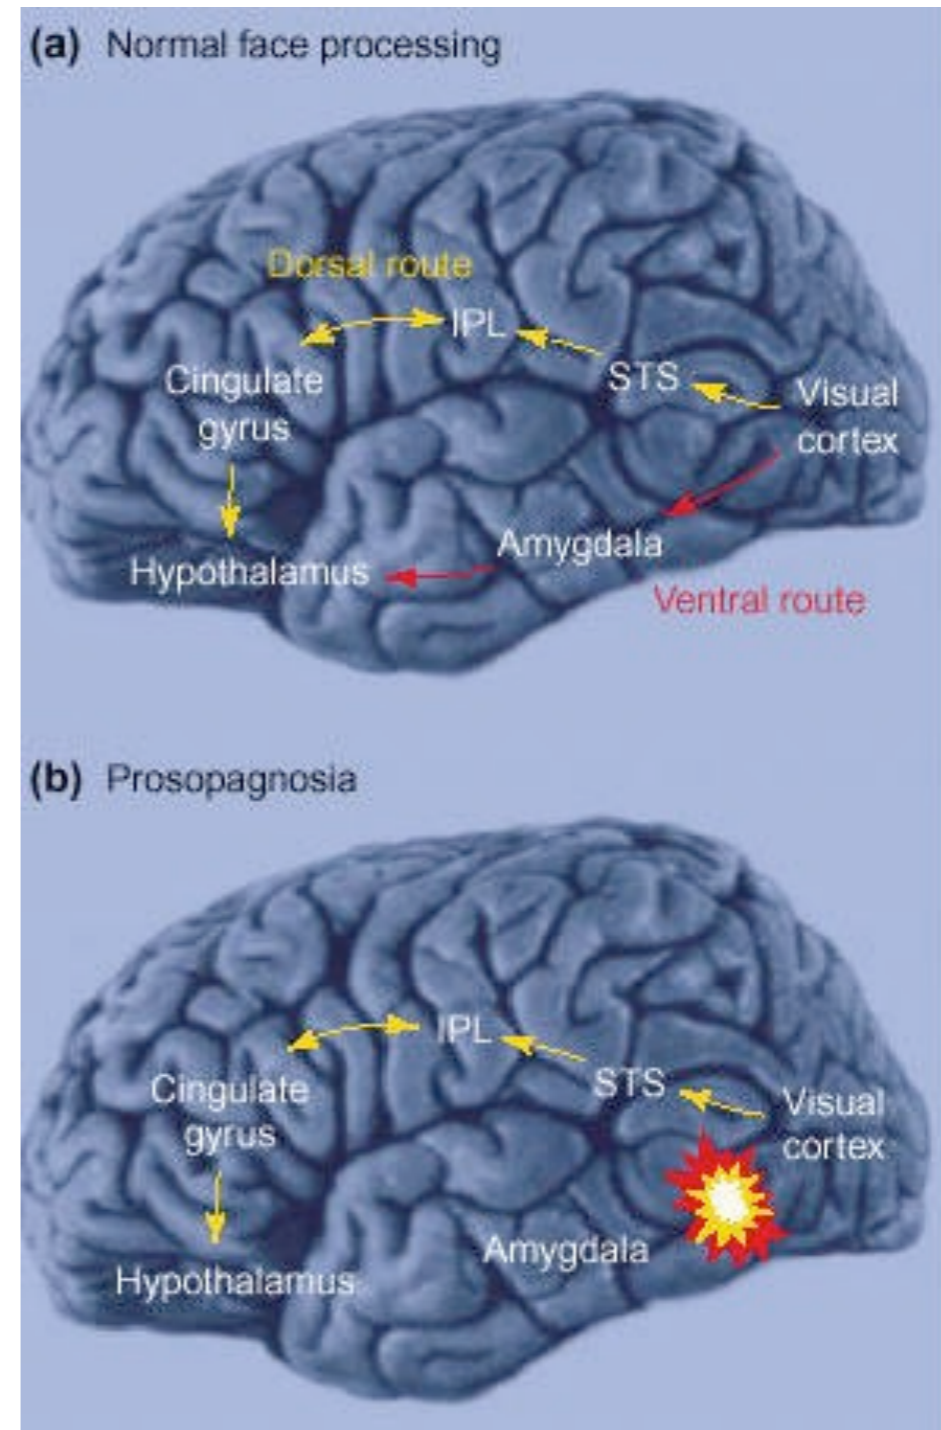 (a) Normal face processing
Dorsal route
IPL
STS
Cingulate
gyrus
Visual
cortex
Amygdala
Hypothalamus
Ventral route
(b) Prosopagnosia
IPL
STS
Cingulate
gyrus
Visual
cortex
Amygdala
Hypothalamus